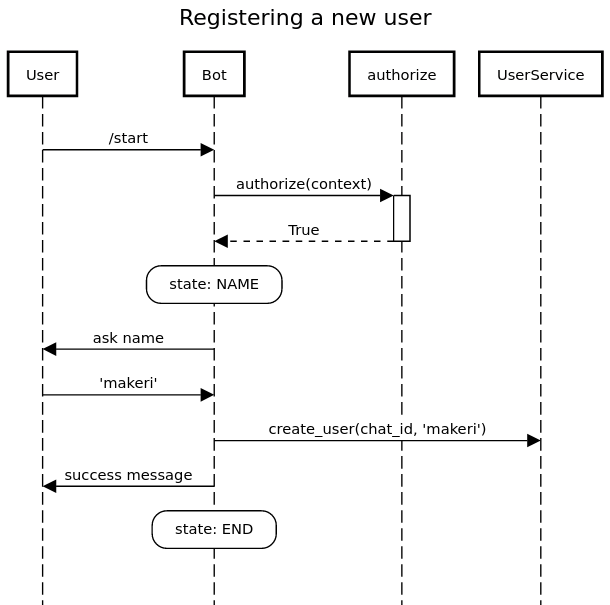 Registering a new user
User
Bot
authorize
UserService
/start
authorize(context)
True
state: NAME
ask name
'makeri'
create_user(chat_id, 'makeri')
success message
state: END